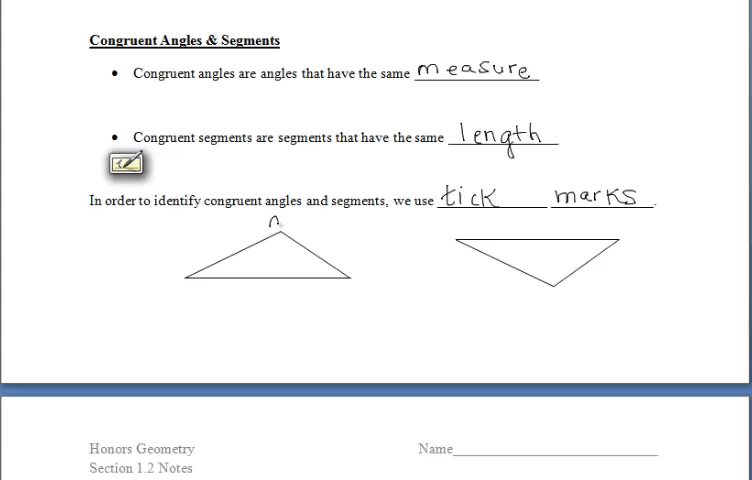 Congruent Angles & Segments
• Congruent angles are angles that have the same measure
• Congruent segments are segments that have the same length
In order to identify congruent angles and segments, we use tick marks.
Honors Geometry Name____________________
Section 1.2 Notes